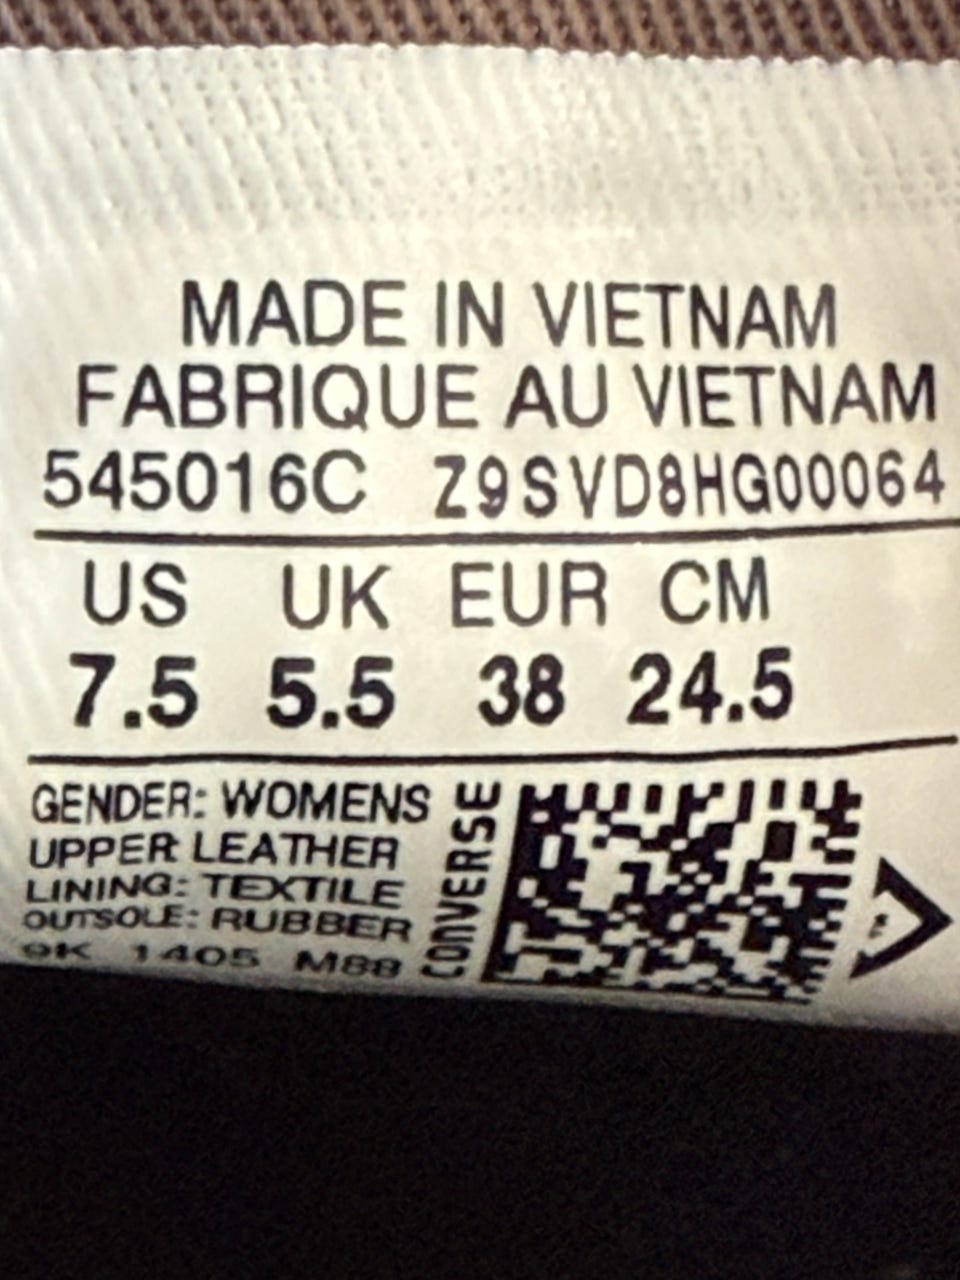 MADE IN VIETNAM
FABRIQUE AU VIETNAM
545016C Z9SVD8HG00064
US UK EUR CM
7.5 5.5 38 24.5
GENDER: WOMENS
UPPER LEATHER
LINING: TEXTILE
OUTSOLE: RUBBER
9K 1405 M88
CONVERSE